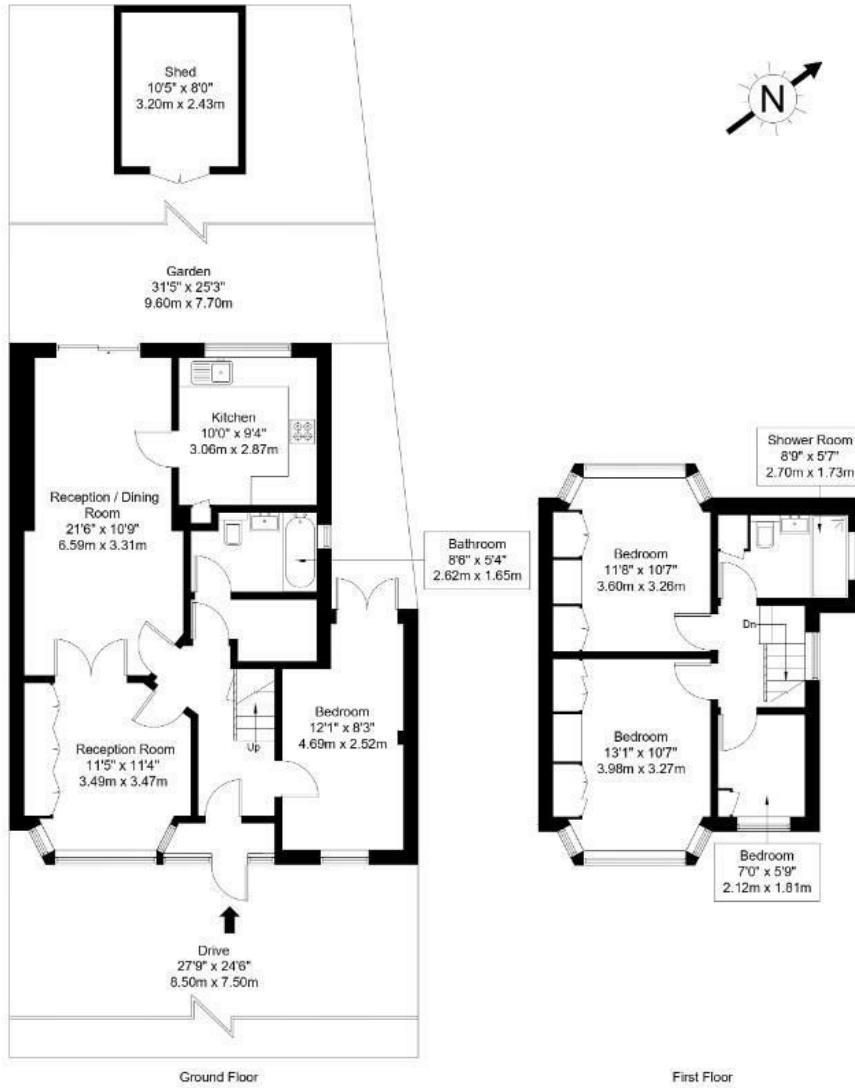 Shed
10'5" x 8'0"
3.20m x 2.43m
N
Garden
31'5" x 25'3"
9.60m x 7.70m
Kitchen
10'0" x 9'4"
3.06m x 2.87m
Reception / Dining
Room
21'6" x 10'9"
6.59m x 3.31m
Bathroom
8'6" x 5'4"
2.62m x 1.65m
Bedroom
12'1" x 8'3"
4.69m x 2.52m
Up
Reception Room
11'5" x 11'4"
3.49m x 3.47m
Drive
27'9" x 24'6"
8.50m x 7.50m
Ground Floor
Shower Room
8'9" x 5'7"
2.70m x 1.73m
Bedroom
11'8" x 10'7"
3.60m x 3.26m
Dn
Bedroom
13'1" x 10'7"
3.98m x 3.27m
Bedroom
7'0" x 5'9"
2.12m x 1.81m
First Floor